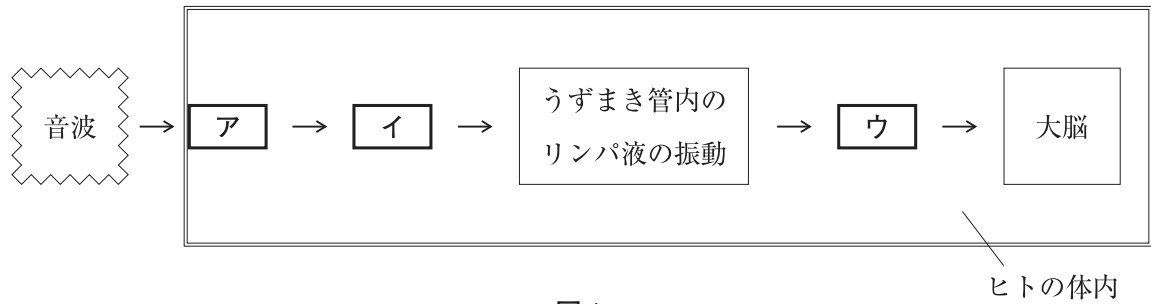 音波
ア
イ
うずまき管内の
リンパ液の振動
ウ
大脳
ヒトの体内